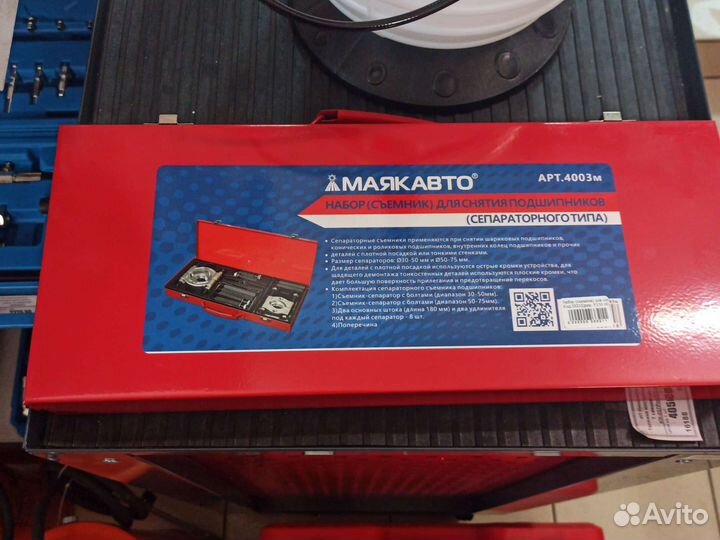 МАЯКАВТО
АРТ.4003м
НАБОР (СЪЕМНИК) ДЛЯ СНЯТИЯ ПОДШИПНИКОВ
(СЕПАРАТОРНОГО ТИПА)
• Сепараторные съемники применяются при снятии шариковых подшипников,
конических и роликовых подшипников, внутренних колец подшипников и прочих
• деталей с плотной посадкой или тонкими стенками.
• Размер сепараторов: Ø30-50 мм и Ø50-75 мм.
• Для деталей с плотной посадкой используются острые кромки устройства, для
щадящего демонтажа тонкостенных деталей используются плоские кромки, что
дает большую поверхность прилегания и предотвращение перекосов.
• Комплектация сепараторного съемника подшипников:
1)Съемник-сепаратор с болтами (диапазон 30-50мм).
2)Съемник-сепаратор с болтами (диапазон 50-75мм).
3)Два основных штока (длина 180 мм) и два удлинителя
под каждый сепаратор - 8 шт.
4)Поперечина
10188
Avito